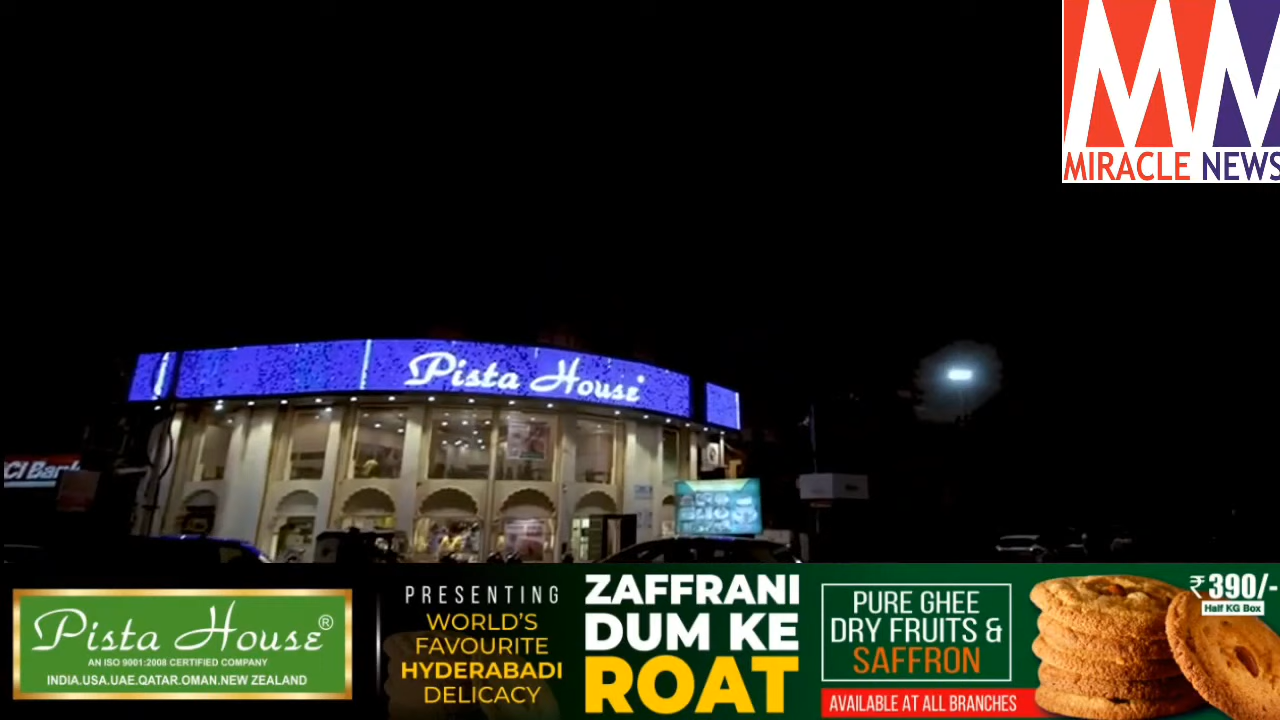 MIRACLE NEWS
Pista House
CI Bank
Pista House®
AN ISO 9001:2008 CERTIFIED COMPANY
INDIA.USA.UAE.QATAR.OMAN.NEW ZEALAND
PRESENTING
WORLD'S
FAVOURITE
HYDERABADI
DELICACY
ZAFFRANI
DUM KE
ROAT
PURE GHEE
DRY FRUITS &
SAFFRON
AVAILABLE AT ALL BRANCHES
₹390/-
Half KG Box